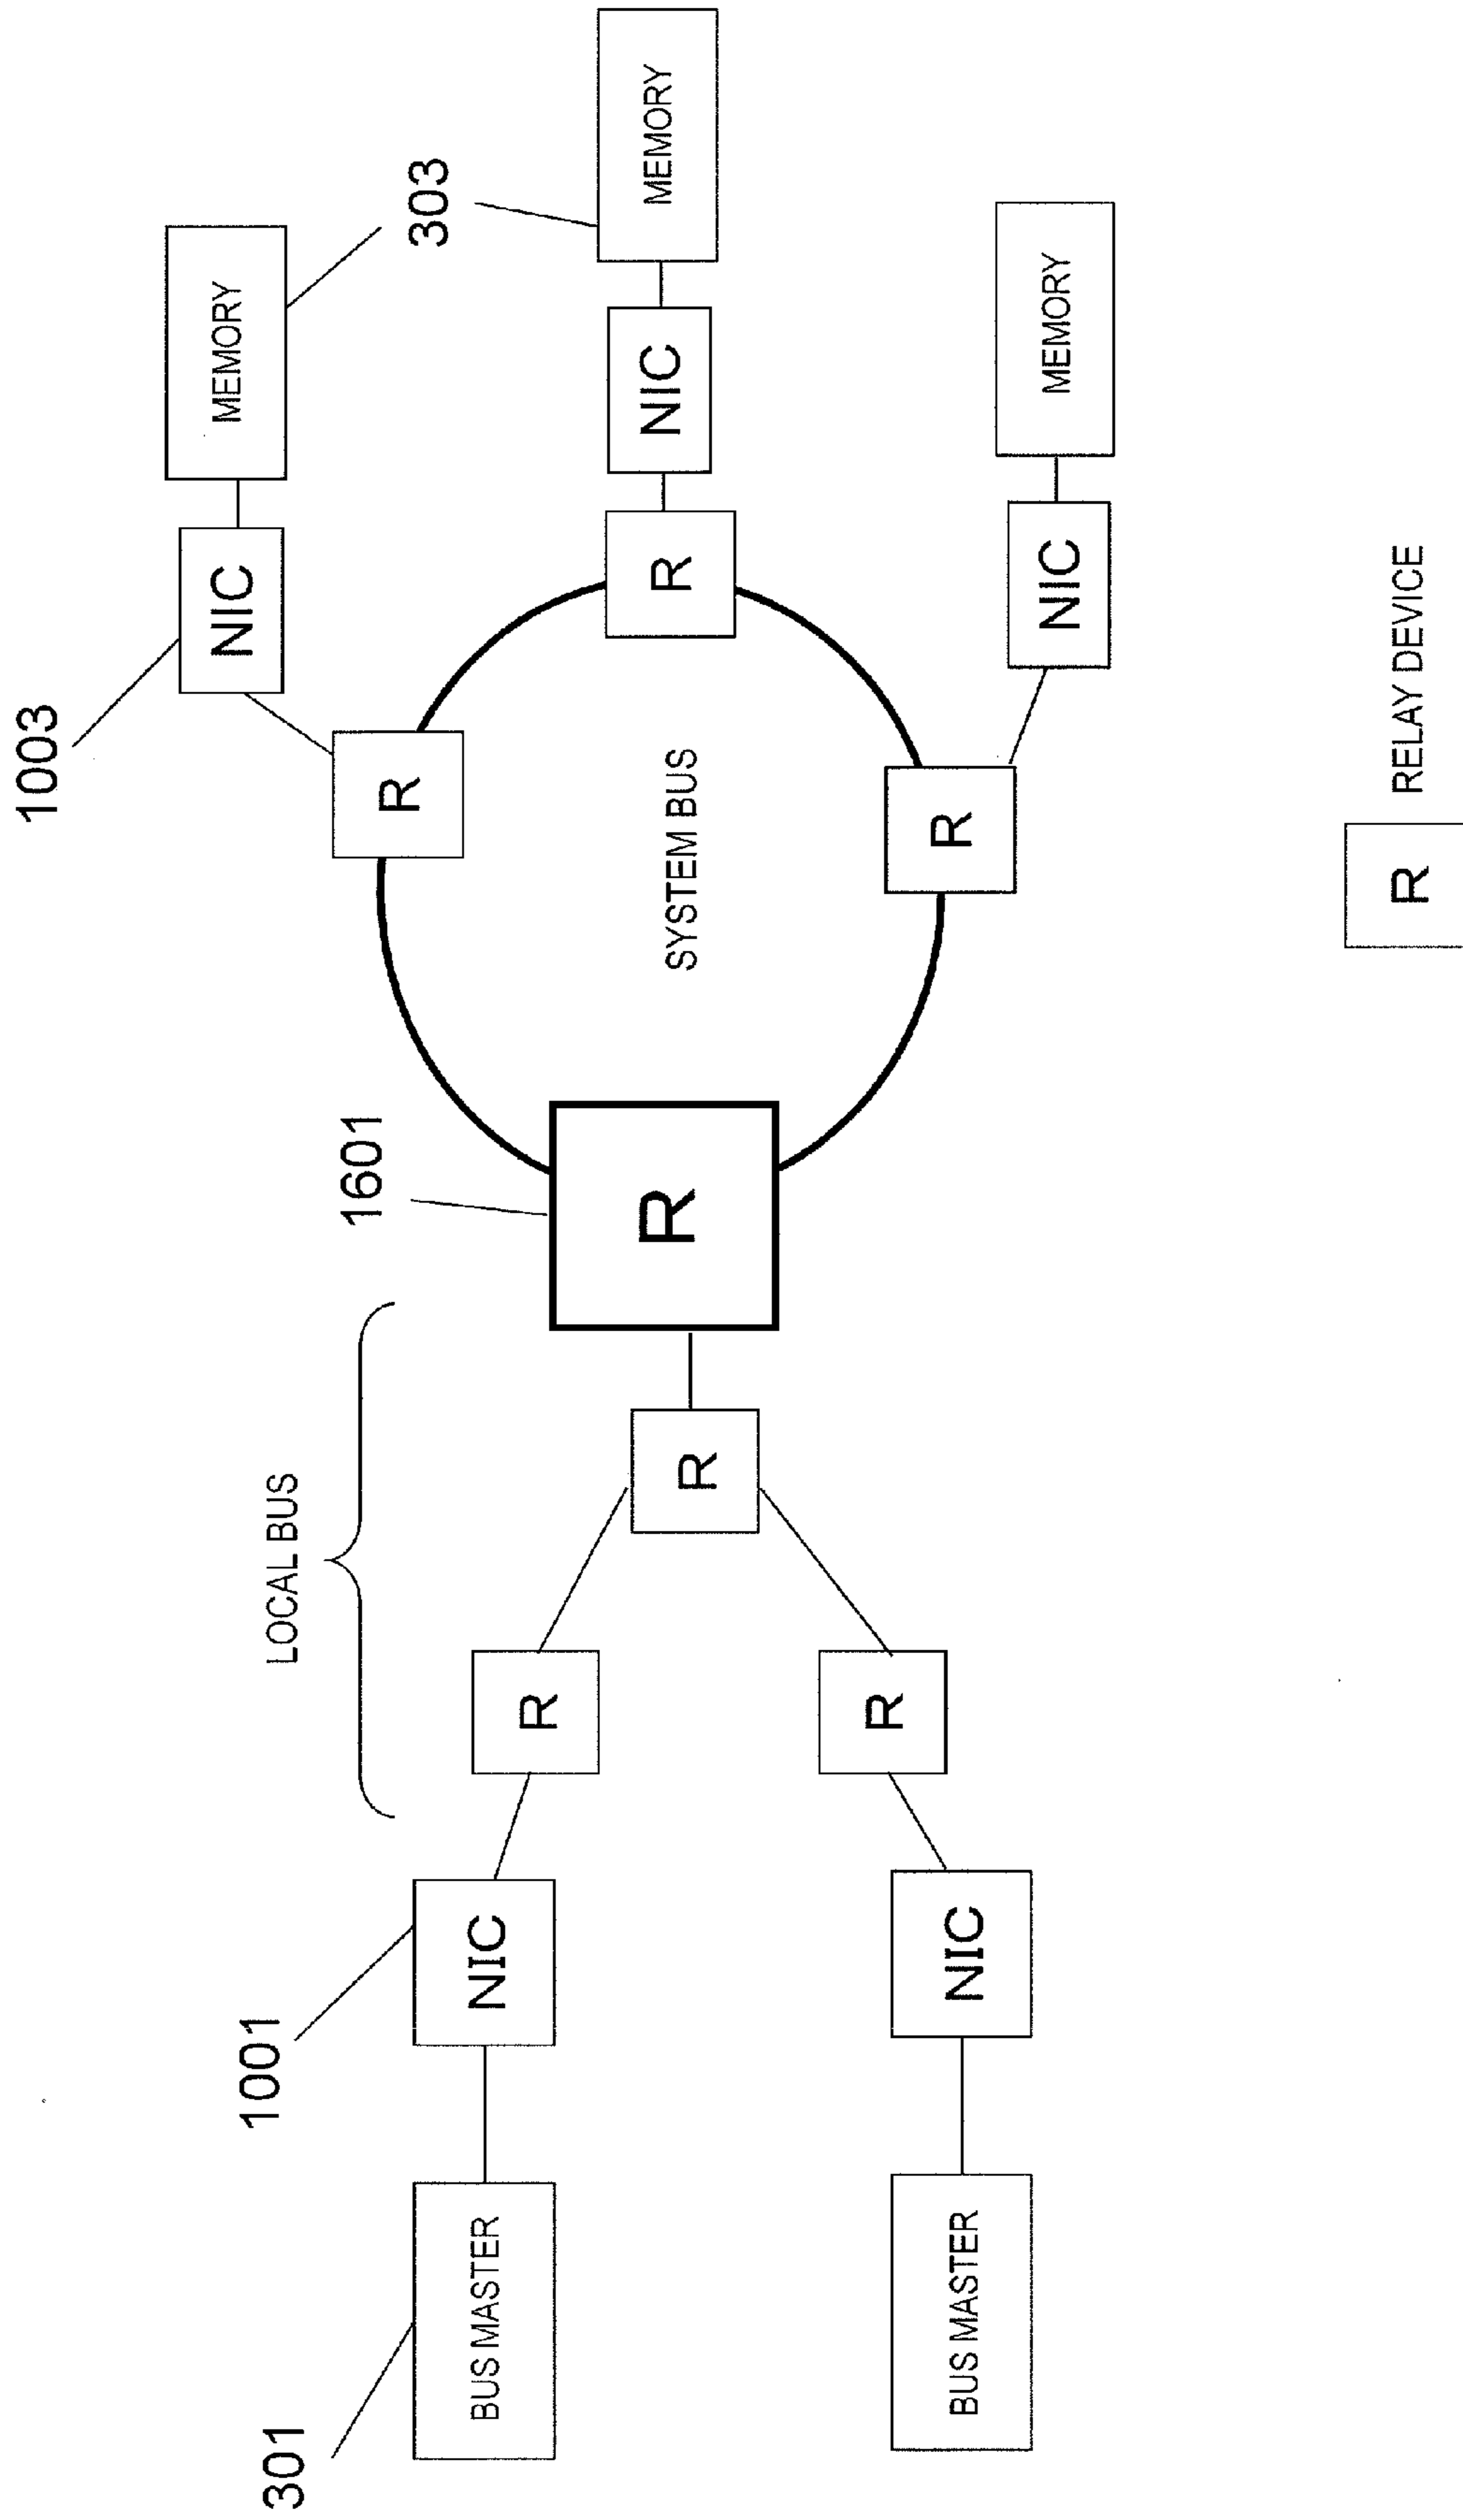 301
BUS MASTER
BUS MASTER
1001
NIC
NIC
LOCAL BUS
R
R
R
1601
R
SYSTEM BUS
R
R
R
1003
NIC
NIC
NIC
303
MEMORY
MEMORY
MEMORY
R RELAY DEVICE